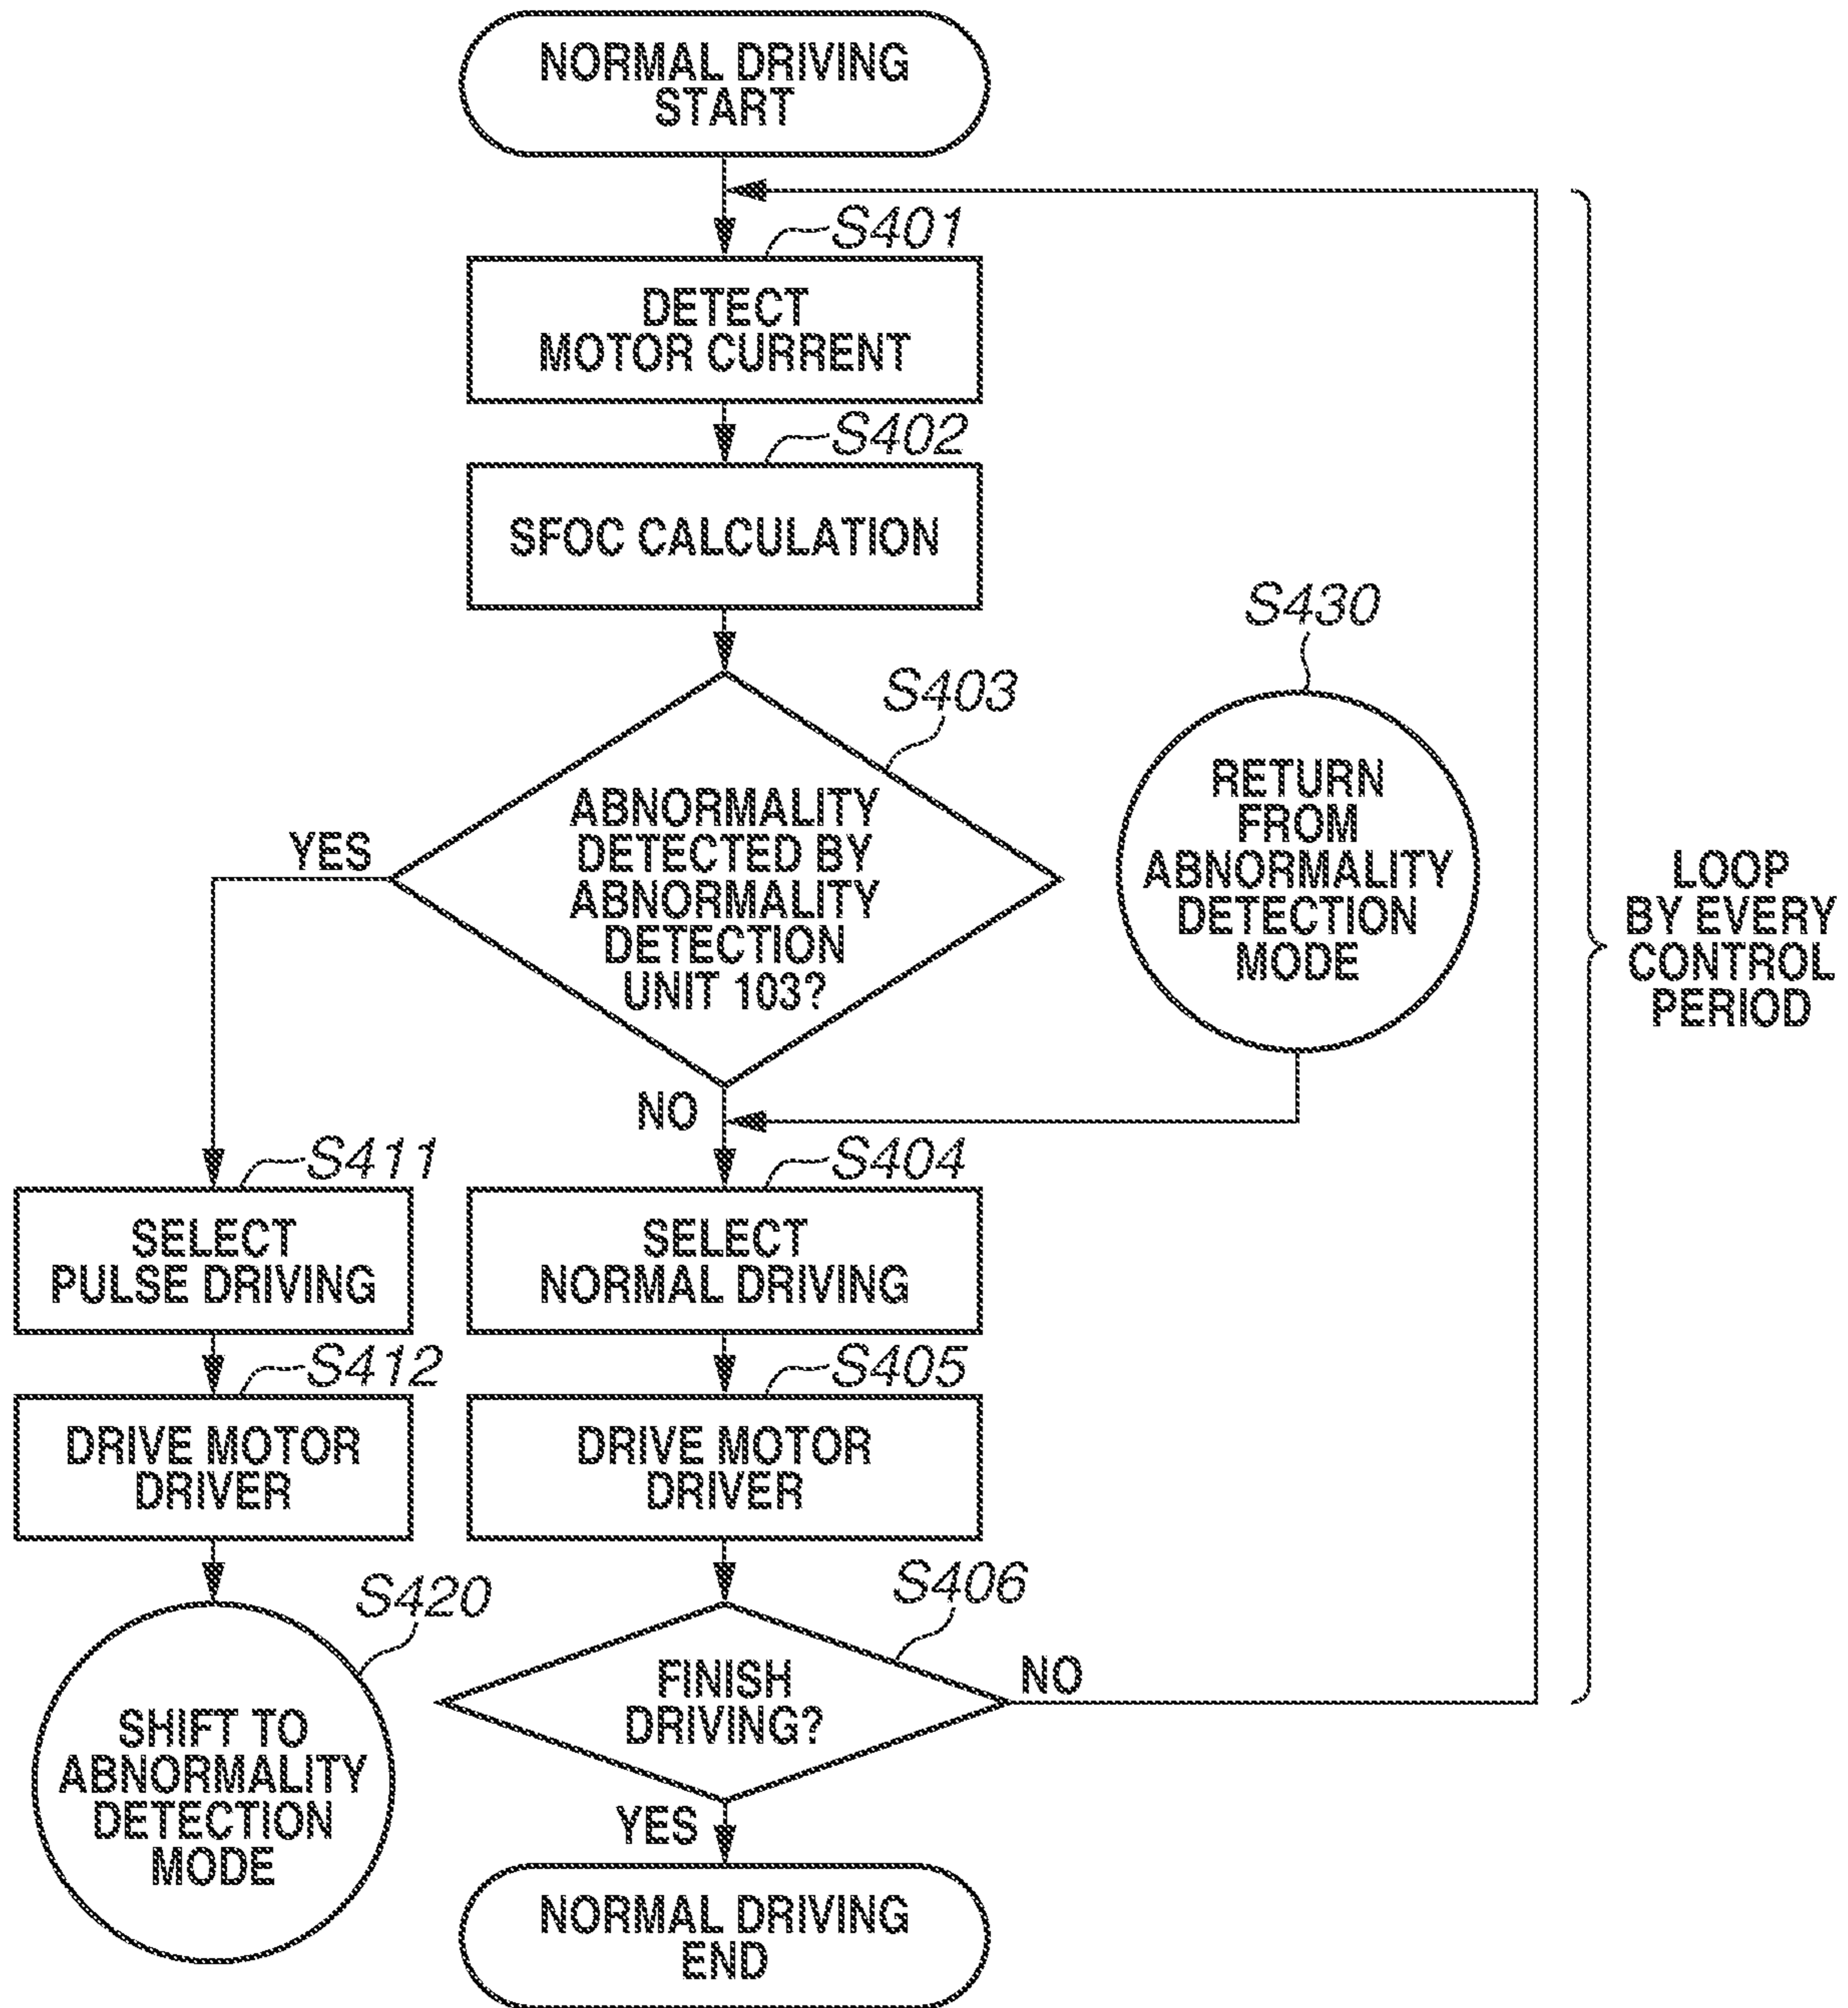 NORMAL DRIVING
START
S401
DETECT
MOTOR CURRENT
S402
SFOC CALCULATION
S403
ABNORMALITY
DETECTED BY
ABNORMALITY
DETECTION
UNIT 103?
YES
NO
S430
RETURN
FROM
ABNORMALITY
DETECTION
MODE
LOOP
BY EVERY
CONTROL
PERIOD
S411
SELECT
PULSE DRIVING
S412
DRIVE MOTOR
DRIVER
S420
SHIFT TO
ABNORMALITY
DETECTION
MODE
S404
SELECT
NORMAL DRIVING
S405
DRIVE MOTOR
DRIVER
S406
FINISH
DRIVING?
NO
YES
NORMAL DRIVING
END